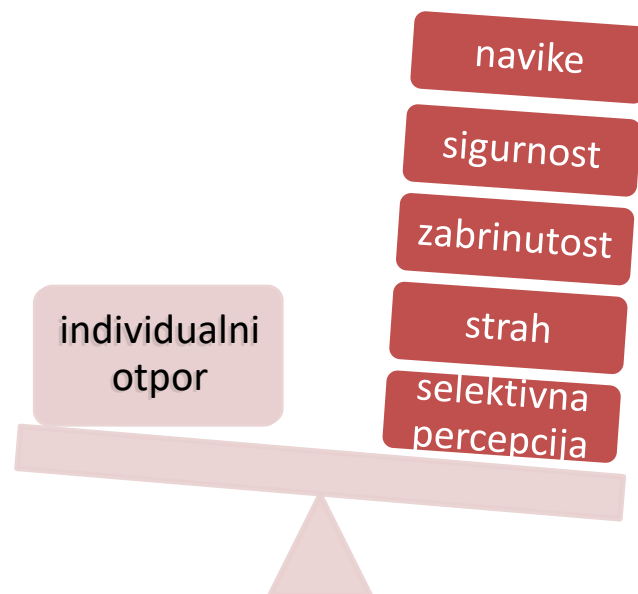 navike
sigurnost
zabrinutost
strah
selektivna
percepcija
individualni
otpor